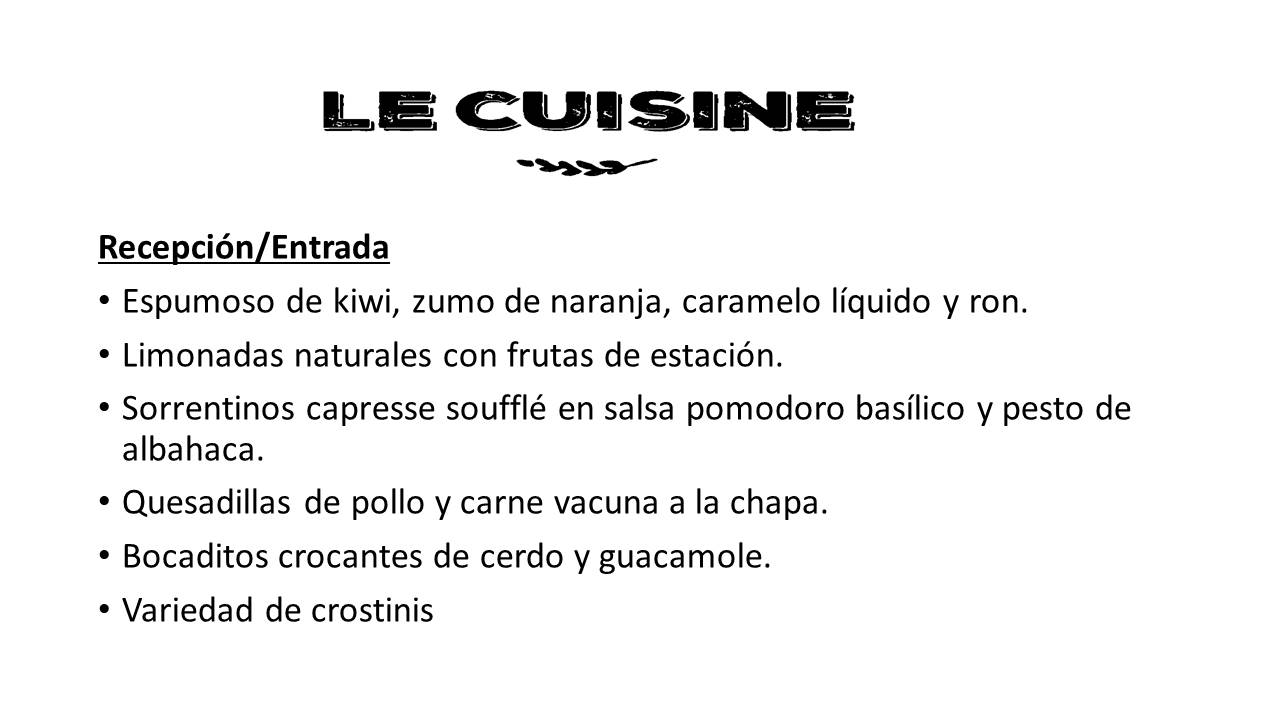 LE CUISINE
Recepción/Entrada
• Espumoso de kiwi, zumo de naranja, caramelo líquido y ron.
• Limonadas naturales con frutas de estación.
• Sorrentinos capresse soufflé en salsa pomodoro basílico y pesto de
albahaca.
• Quesadillas de pollo y carne vacuna a la chapa.
• Bocaditos crocantes de cerdo y guacamole.
• Variedad de crostinis